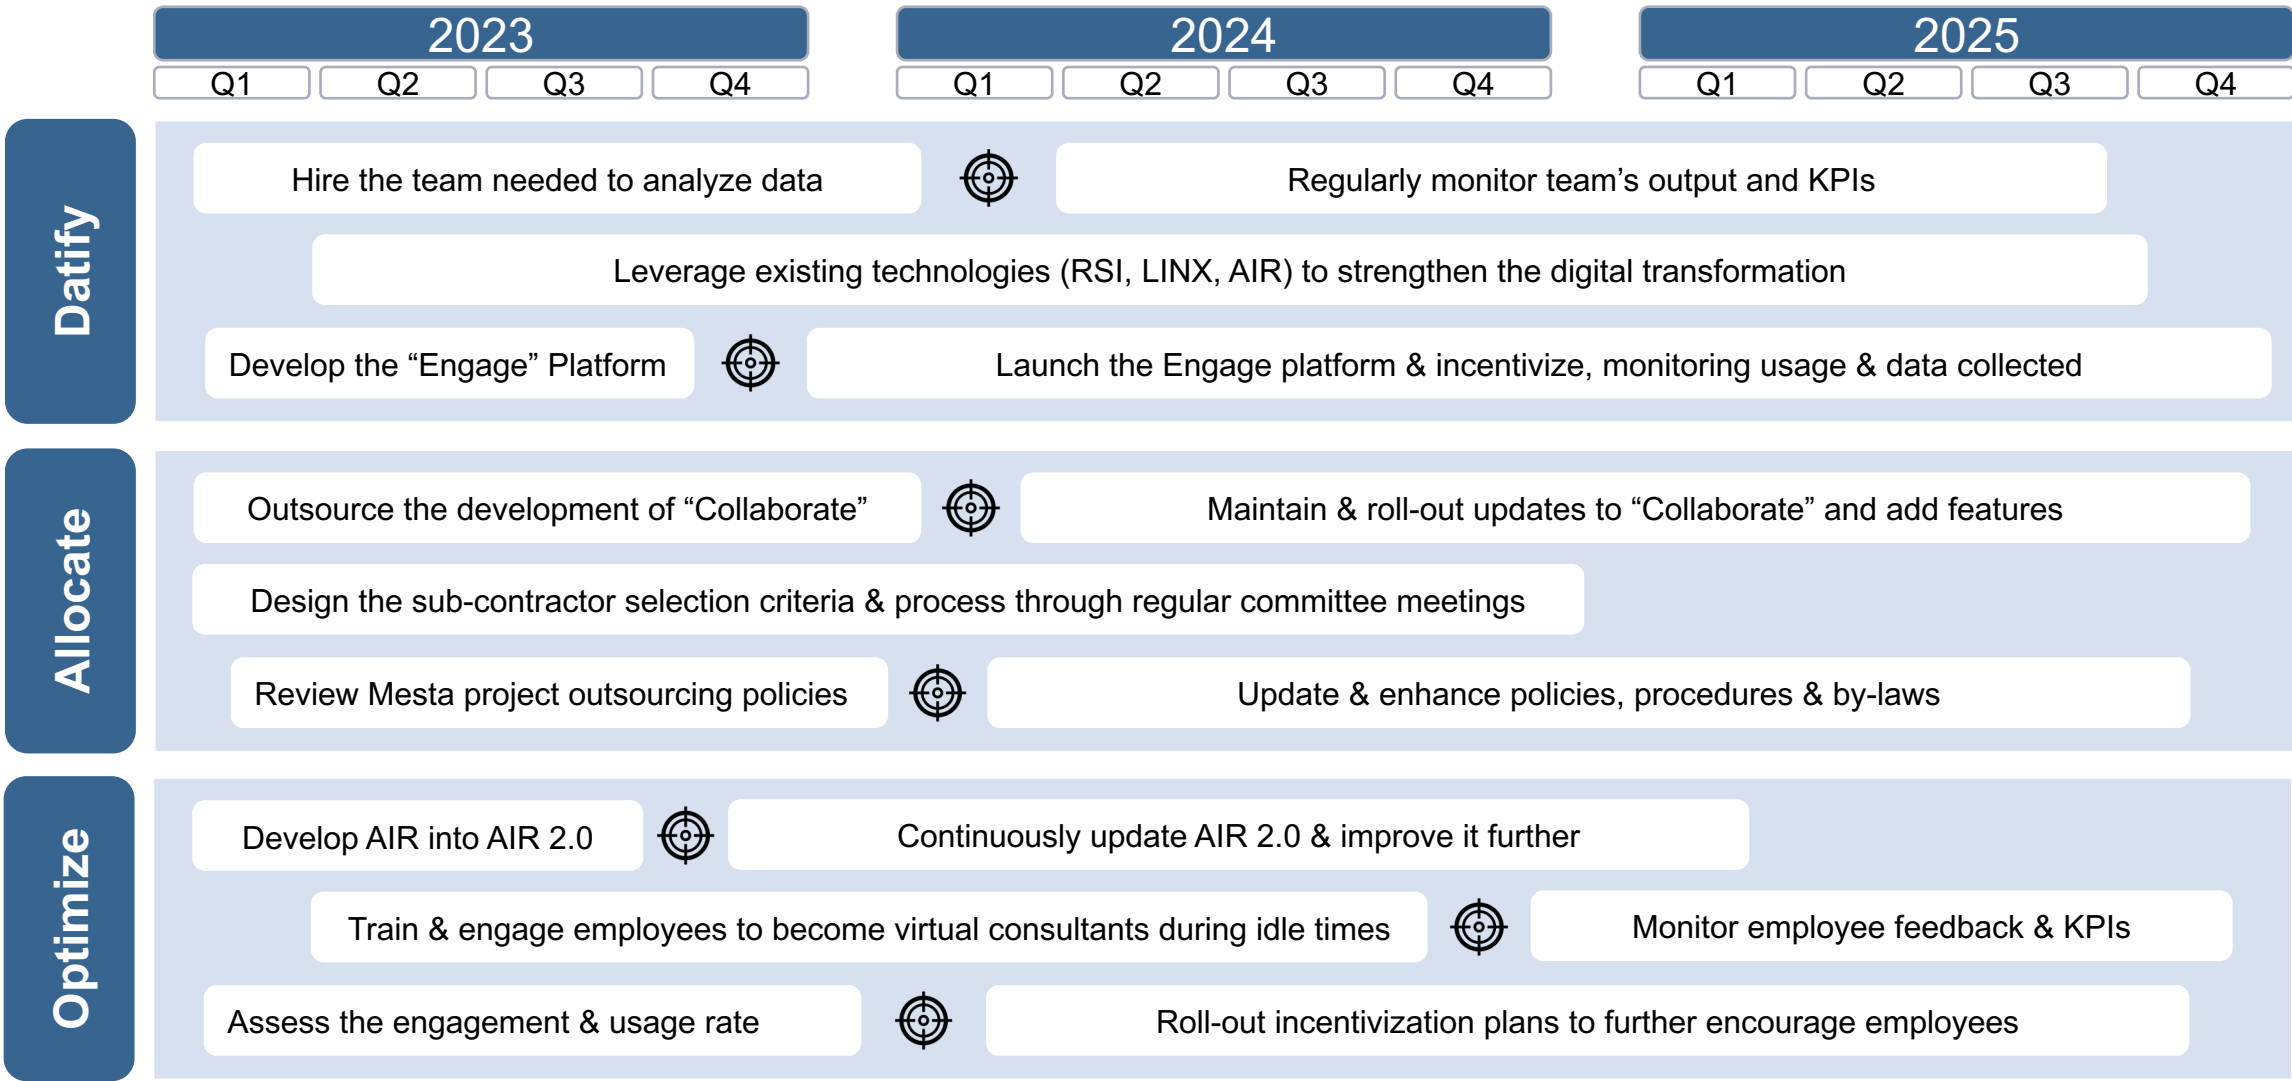 2023 2024 2025
Q1 Q2 Q3 Q4 Q1 Q2 Q3 Q4 Q1 Q2 Q3 Q4
Datify
Hire the team needed to analyze data
Regularly monitor team’s output and KPIs
Leverage existing technologies (RSI, LINX, AIR) to strengthen the digital transformation
Develop the “Engage” Platform
Launch the Engage platform & incentivize, monitoring usage & data collected
Allocate
Outsource the development of “Collaborate”
Maintain & roll-out updates to “Collaborate” and add features
Design the sub-contractor selection criteria & process through regular committee meetings
Review Mesta project outsourcing policies
Update & enhance policies, procedures & by-laws
Optimize
Develop AIR into AIR 2.0
Continuously update AIR 2.0 & improve it further
Train & engage employees to become virtual consultants during idle times
Monitor employee feedback & KPIs
Assess the engagement & usage rate
Roll-out incentivization plans to further encourage employees